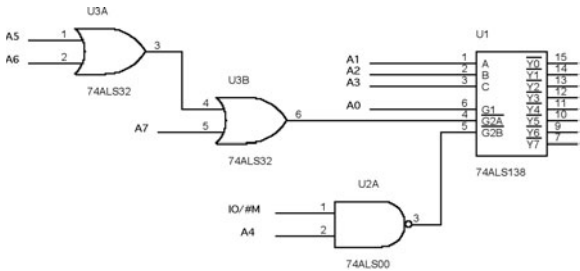 U3A
A5 1
3
A6 2
74ALS32
U3B
4
6
A7 5
74ALS32
U1
A1 1 A Y0 15
A2 2 B Y1 14
A3 3 C Y2 13
Y3 12
A0 6 G1 Y4 11
4 G2A Y5 10
5 G2B Y6 9
Y7 7
74ALS138
U2A
IO/#M 1
3
A4 2
74ALS00